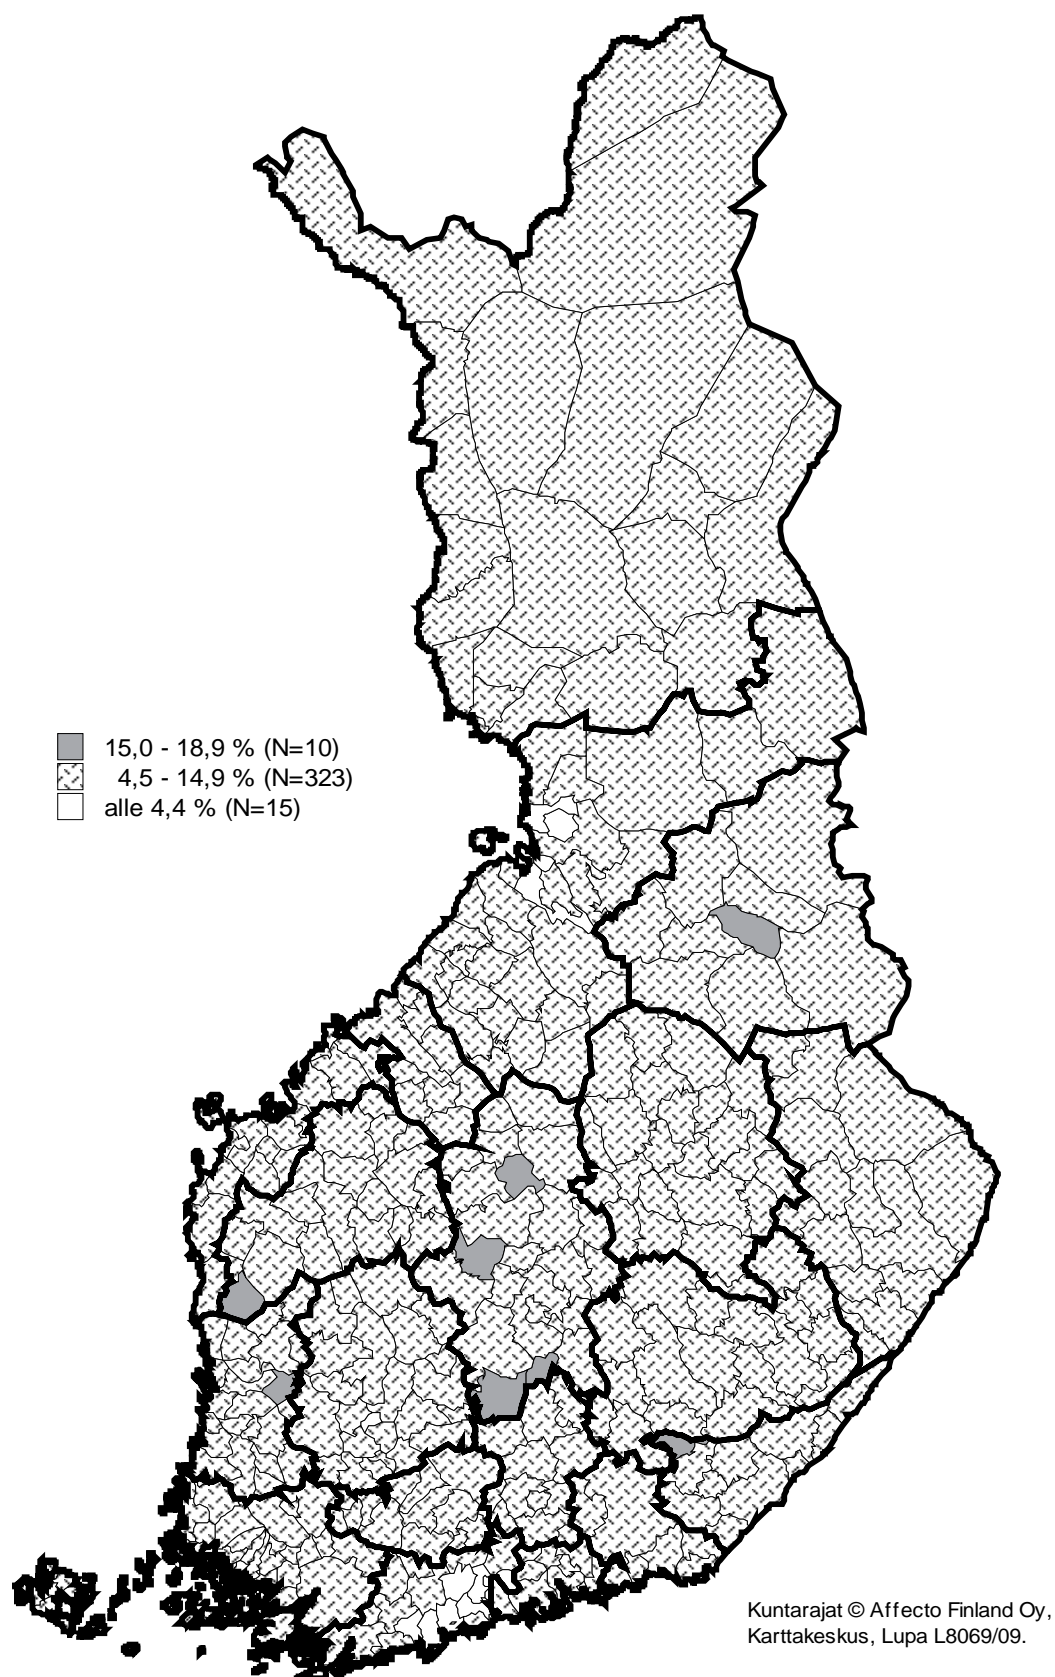 15,0 - 18,9 % (N=10)
4,5 - 14,9 % (N=323)
alle 4,4 % (N=15)
Kuntarajat © Affecto Finland Oy,
Karttakeskus, Lupa L8069/09.